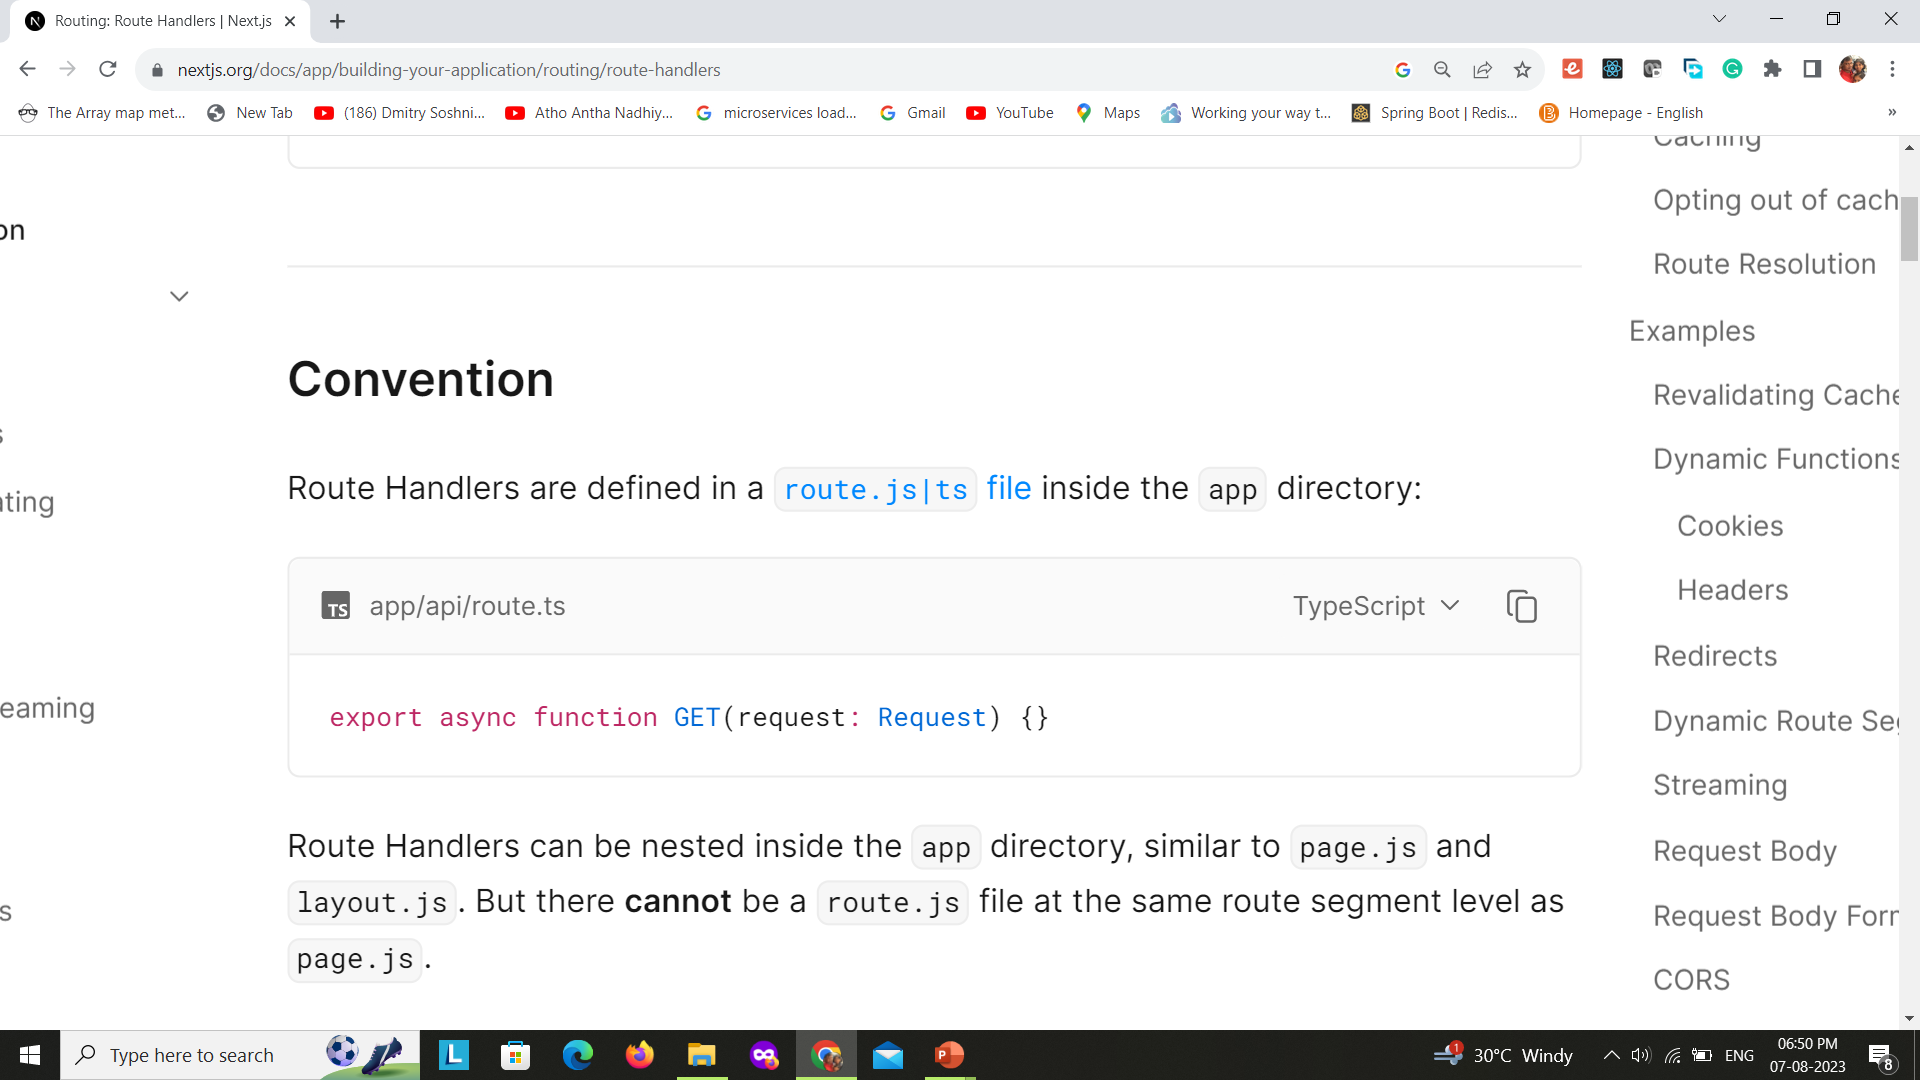 Routing: Route Handlers | Next.js
nextjs.org/docs/app/building-your-application/routing/route-handlers
The Array map met...
New Tab
(186) Dmitry Soshni...
Atho Antha Nadhiy...
microservices load...
Gmail
YouTube
Maps
Working your way t...
Spring Boot | Redis...
Homepage - English
»
on
s
ating
eaming
s
Convention
Route Handlers are defined in a route.js|ts file inside the app directory:
TS app/api/route.ts
TypeScript
export async function GET(request: Request) {}
Route Handlers can be nested inside the app directory, similar to page.js and
layout.js. But there cannot be a route.js file at the same route segment level as
page.js.
Caching
Opting out of cach
Route Resolution
Examples
Revalidating Cache
Dynamic Functions
Cookies
Headers
Redirects
Dynamic Route Seg
Streaming
Request Body
Request Body Form
CORS
Type here to search
L
P
1
30°C Windy
ENG
06:50 PM
07-08-2023
8